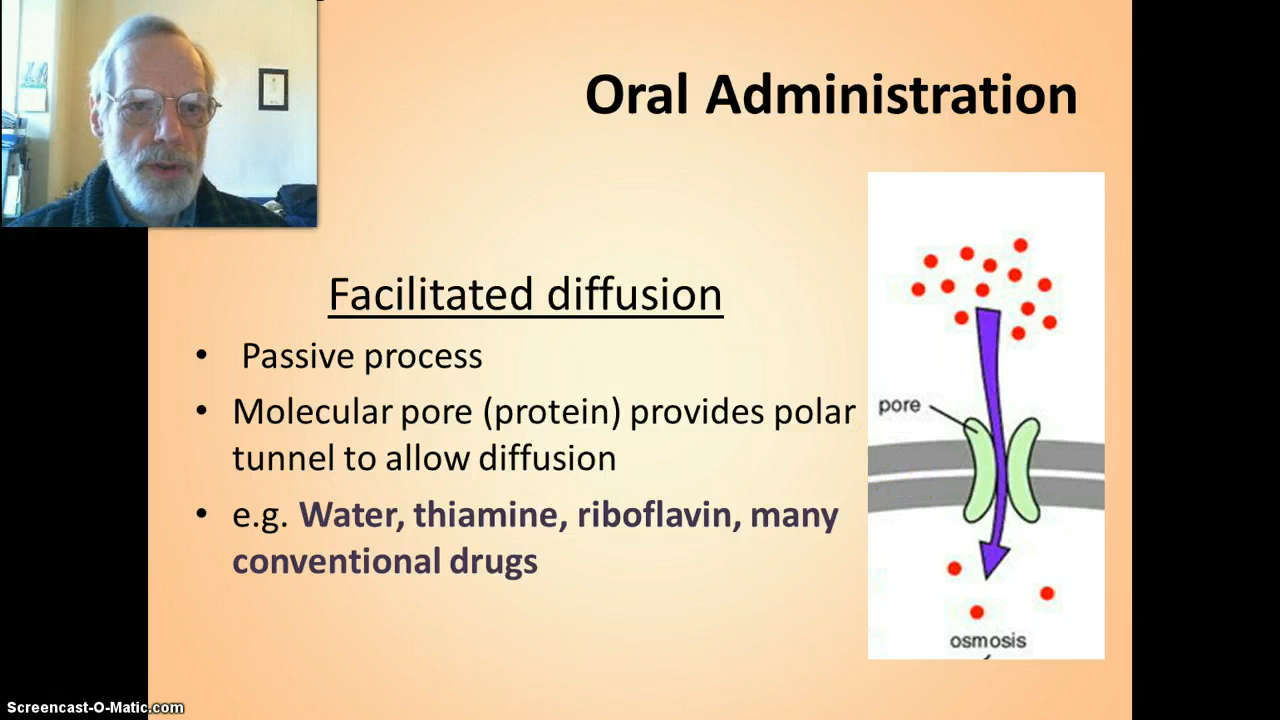 Oral Administration
Facilitated diffusion
• Passive process
• Molecular pore (protein) provides polar
tunnel to allow diffusion
• e.g. Water, thiamine, riboflavin, many
conventional drugs
pore
osmosis
Screencast-O-Matic.com